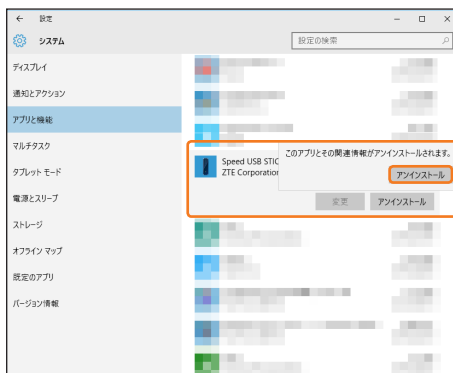 設定
システム
設定の検索
ディスプレイ
通知とアクション
アプリと機能
マルチタスク
タブレット モード
電源とスリープ
ストレージ
オフライン マップ
既定のアプリ
バージョン情報
Speed USB STIC
ZTE Corporation
このアプリとその関連情報がアンインストールされます。
アンインストール
変更
アンインストール